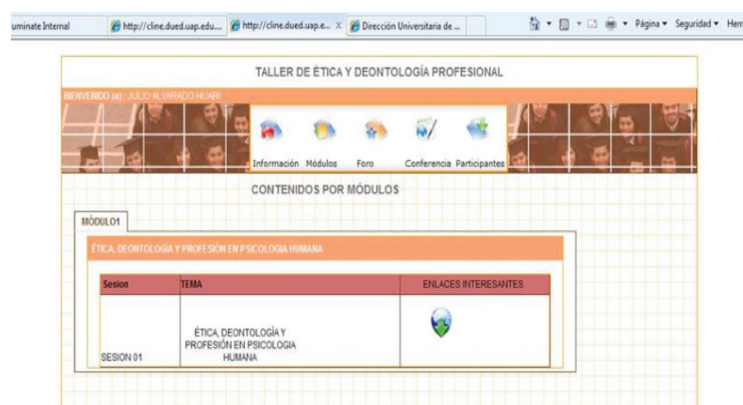 uminate Internal
http://cline.dued.uap.edu....
http://cline.dued.uap.e... X
Dirección Universitaria de ...
Página
Seguridad
Herr
TALLER DE ÉTICA Y DEONTOLOGÍA PROFESIONAL
BIENVENIDO (a) : JULIO ALVARADO HUARI
Información Módulos Foro Conferencia Participantes
CONTENIDOS POR MÓDULOS
MÓDULO1
ÉTICA, DEONTOLOGÍA Y PROFESIÓN EN PSICOLOGIA HUMANA
Sesion TEMA ENLACES INTERESANTES
ÉTICA, DEONTOLOGÍA Y
PROFESIÓN EN PSICOLOGIA
SESION 01 HUMANA